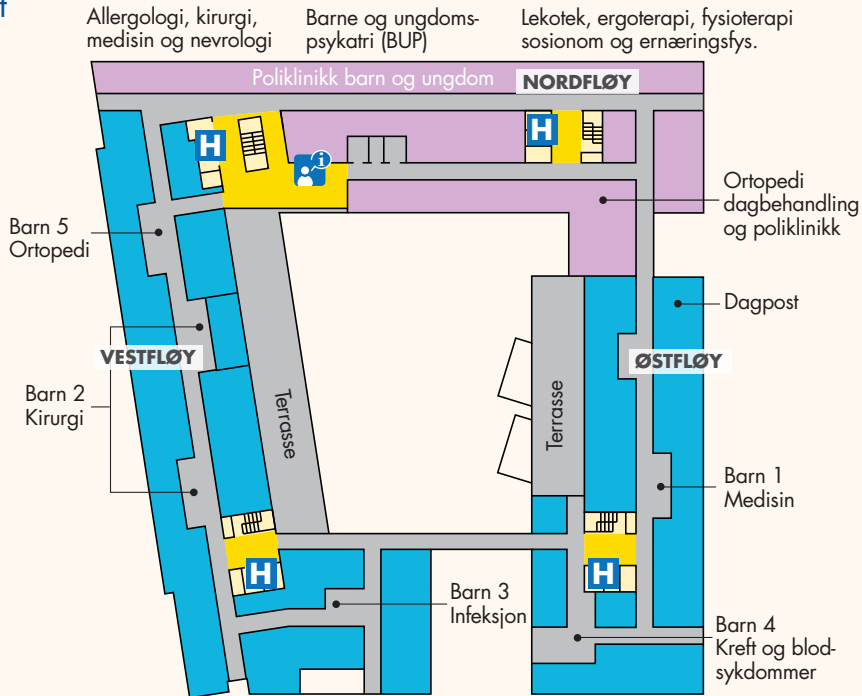 Allergologi, kirurgi,
medisin og nevrologi
Barne og ungdoms-
psykatri (BUP)
Lekotek, ergoterapi, fysioterapi
sosionom og ernæringsfys.
Poliklinikk barn og ungdom
NORDFLØY
H
H
i
Ortopedi
dagbehandling
og poliklinikk
Barn 5
Ortopedi
Dagpost
VESTFLØY
ØSTFLØY
Barn 2
Kirurgi
Terrasse
Terrasse
Barn 1
Medisin
H
H
Barn 3
Infeksjon
Barn 4
Kreft og blod-
sykdommer